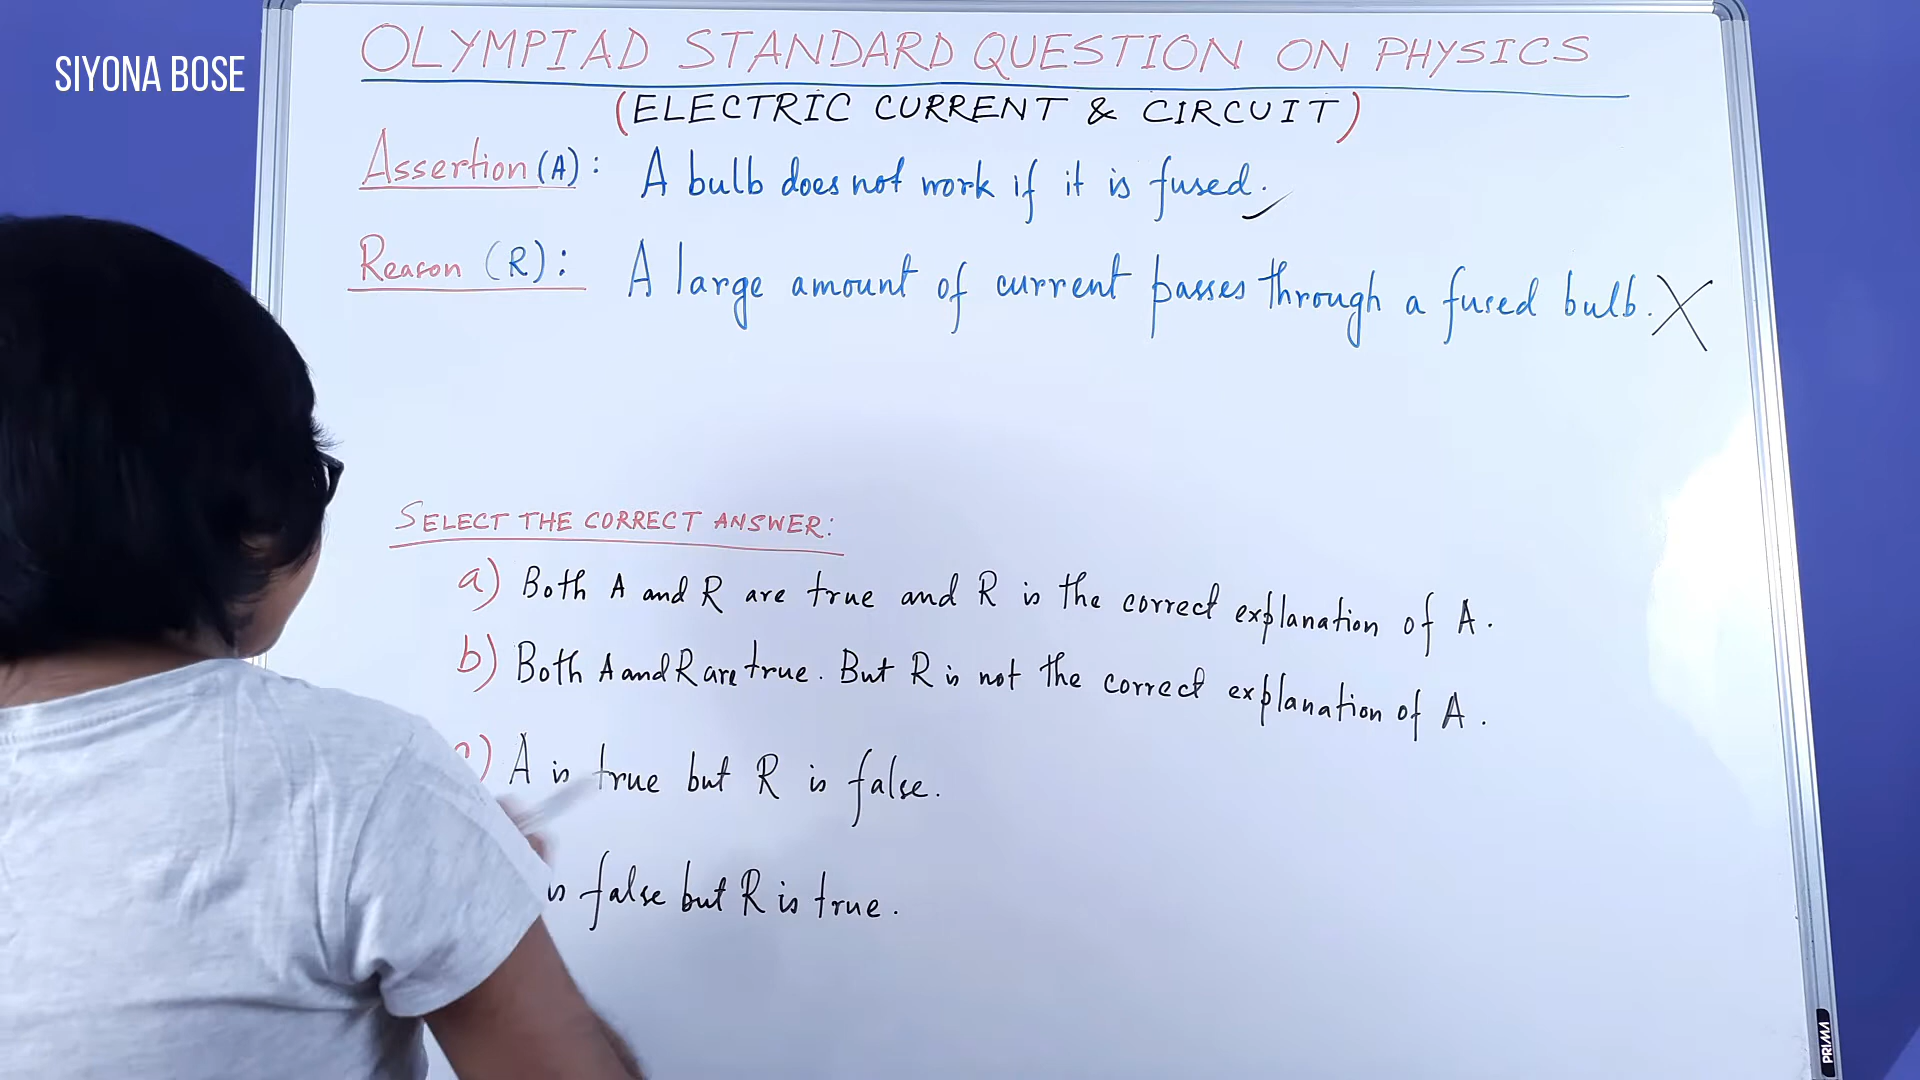 SIYONA BOSE
OLYMPIAD STANDARD QUESTION ON PHYSICS
(ELECTRIC CURRENT & CIRCUIT)
Assertion (A): A bulb does not work if it is fused.
Reason (R): A large amount of current passes through a fused bulb.
SELECT THE CORRECT ANSWER:
a) Both A and R are true and R is the correct explanation of A.
b) Both A and R are true. But R is not the correct explanation of A.
c) A is true but R is false.
is false but R is true.
PRIMA